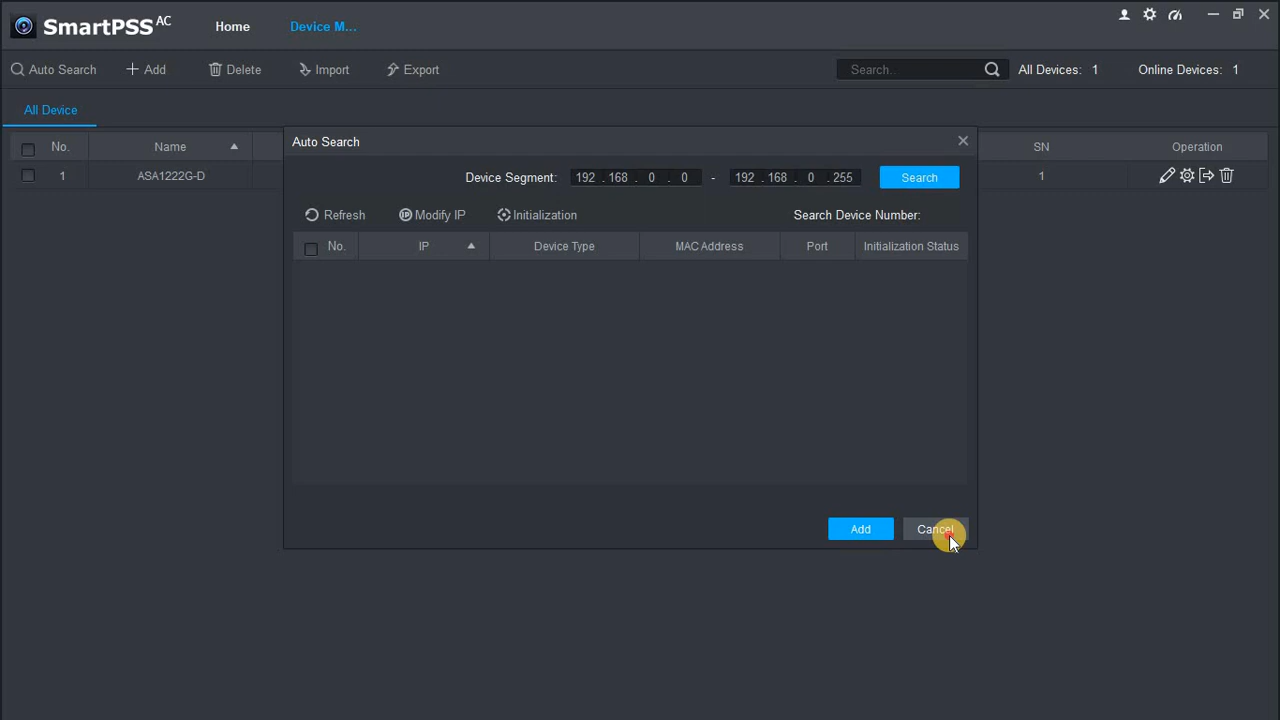 SmartPSS AC Home Device M...
Auto Search Add Delete Import Export Search.. All Devices: 1 Online Devices: 1
All Device
No. Name SN Operation
1 ASA1222G-D 1
Auto Search
Device Segment: 192 . 168 . 0 . 0 - 192 . 168 . 0 . 255 Search
Refresh IP Modify IP Initialization Search Device Number:
No. IP Device Type MAC Address Port Initialization Status
Add Cancel